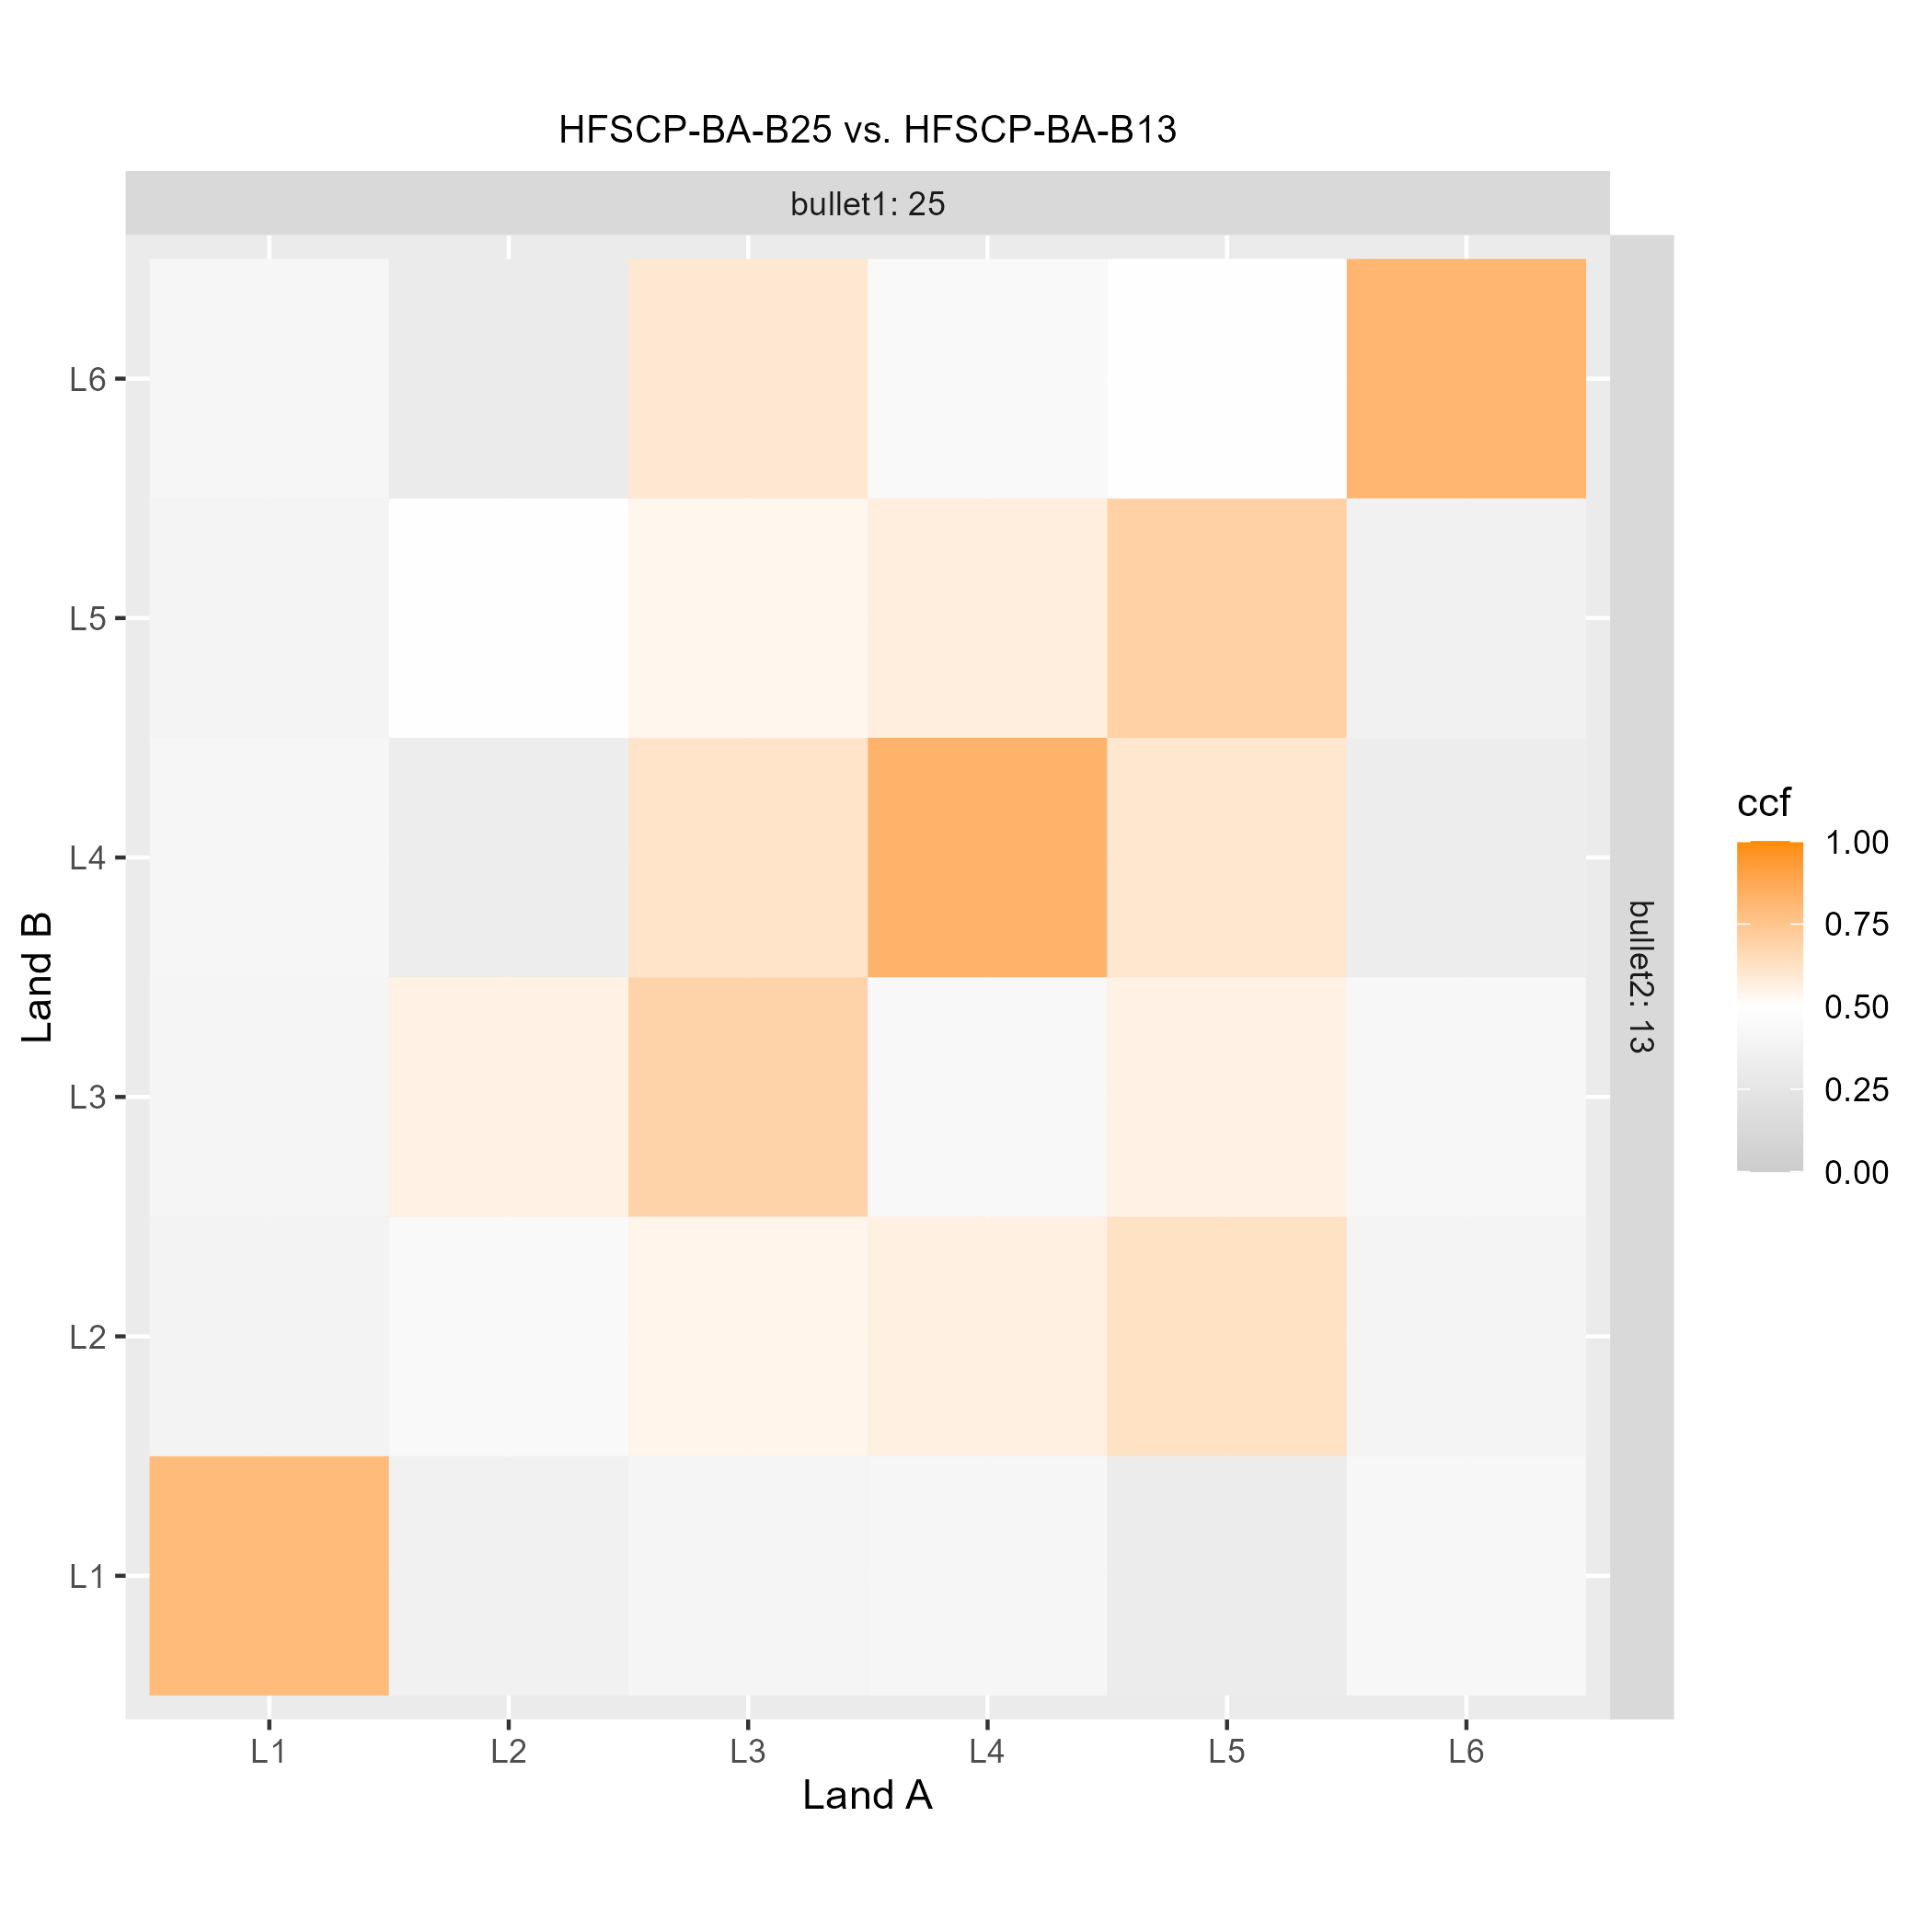 HFSCP-BA-B25 vs. HFSCP-BA-B13
bullet1: 25
L6
L5
L4
L3
L2
L1
Land B
bullet2: 13
L1 L2 L3 L4 L5 L6
Land A
ccf
1.00
0.75
0.50
0.25
0.00